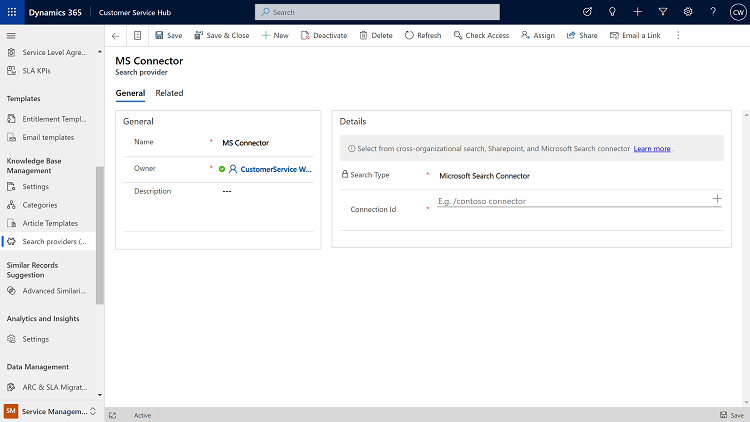 Dynamics 365
Customer Service Hub
Search
CW
Service Level Agre...
SLA KPIs
Templates
Entitlement Templ...
Email templates
Knowledge Base
Management
Settings
Categories
Article Templates
Search providers (...
Similar Records
Suggestion
Advanced Similari...
Analytics and Insights
Settings
Data Management
ARC & SLA Migrat...
SM Service Managem...
Save
Save & Close
New
Deactivate
Delete
Refresh
Check Access
Assign
Share
Email a Link
MS Connector
Search provider
General
Related
General
Name * MS Connector
Owner * CustomerService W...
Description ---
Details
Select from cross-organizational search, Sharepoint, and Microsoft Search connector Learn more .
Search Type * Microsoft Search Connector
E.g. /contoso connector
Connection Id *
Active
Save